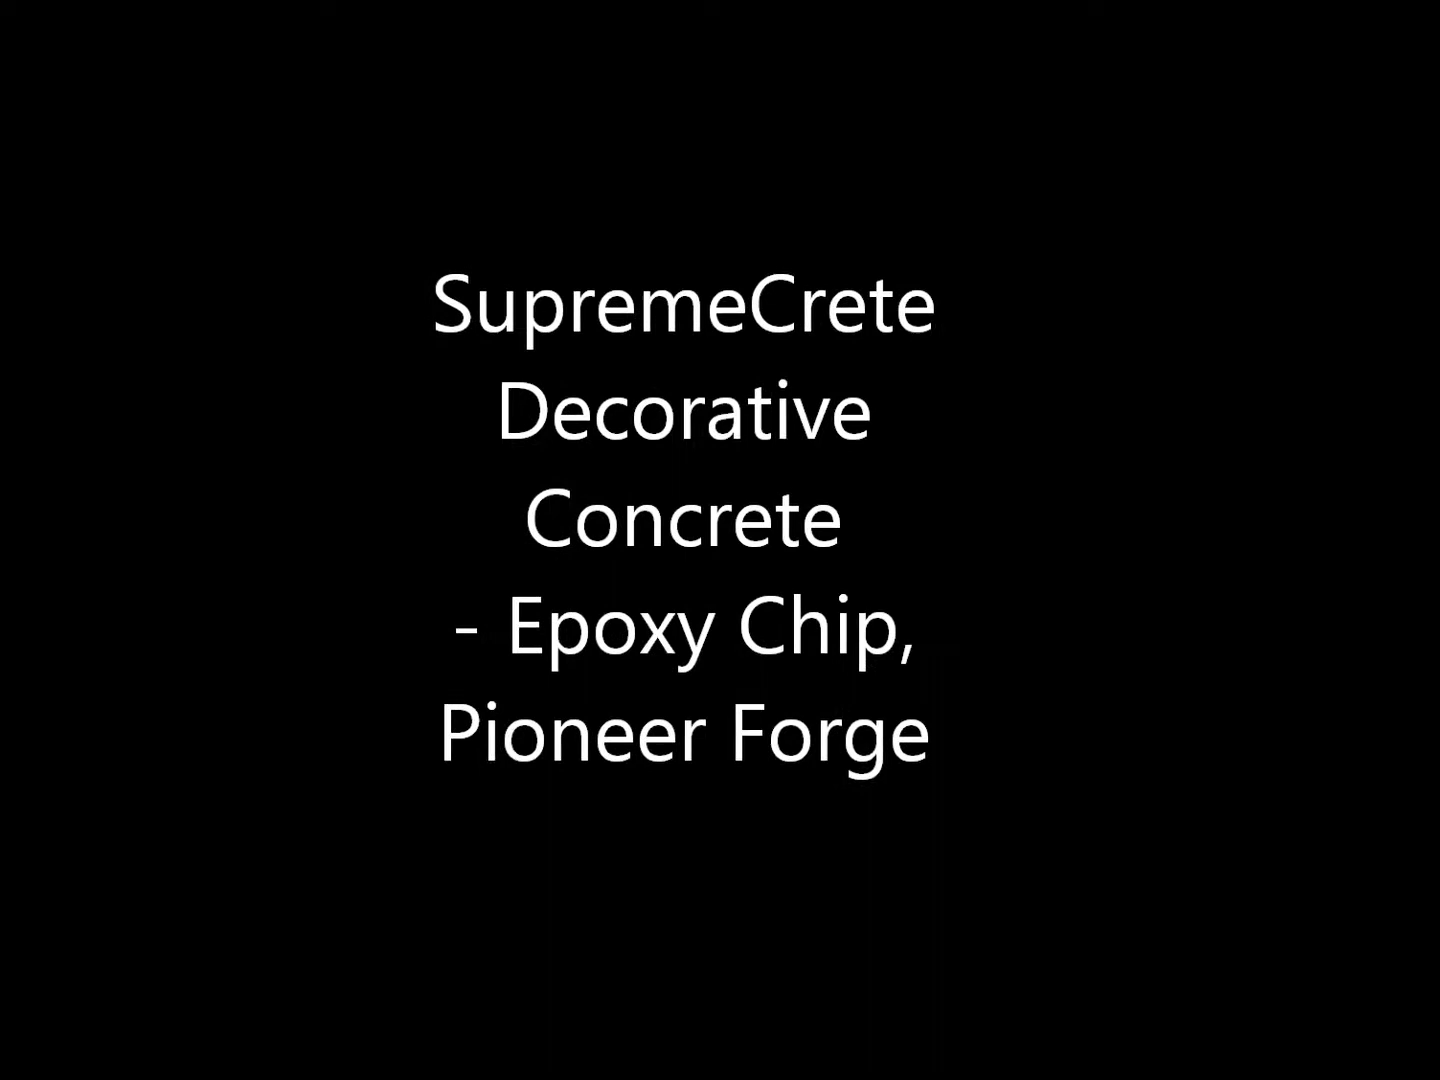 SupremeCrete
Decorative
Concrete
- Epoxy Chip,
Pioneer Forge